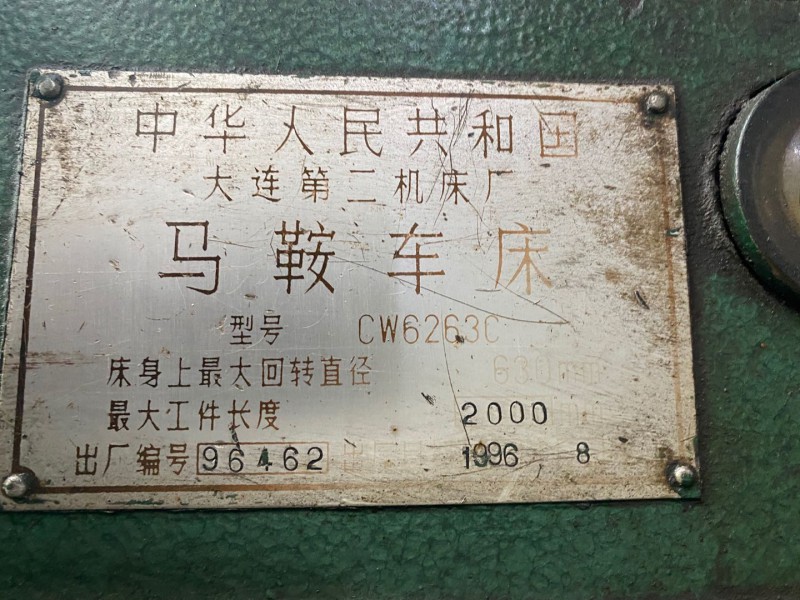 中华人民共和国
大连第二机床厂
马鞍车床
型号 CW6263C
床身上最大回转直径 630mm
最大工件长度 2000
出厂编号 96462 1996 8